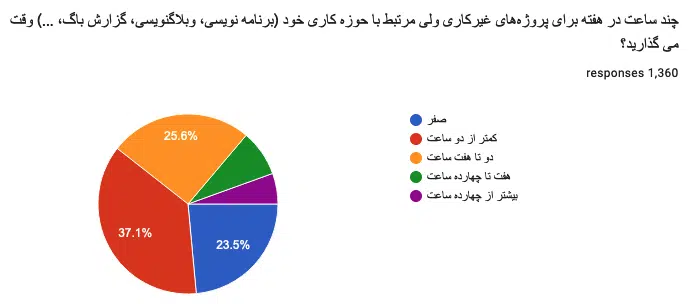 چند ساعت در هفته برای پروژه‌های غیرکاری ولی مرتبط با حوزه کاری خود (برنامه نویسی، وبلاگنویسی، گزارش باگ، ...) وقت
می گذارید؟
1,360 responses
صفر
کمتر از دو ساعت
دو تا هفت ساعت
هفت تا چهارده ساعت
بیشتر از چهارده ساعت
25.6%
37.1%
23.5%